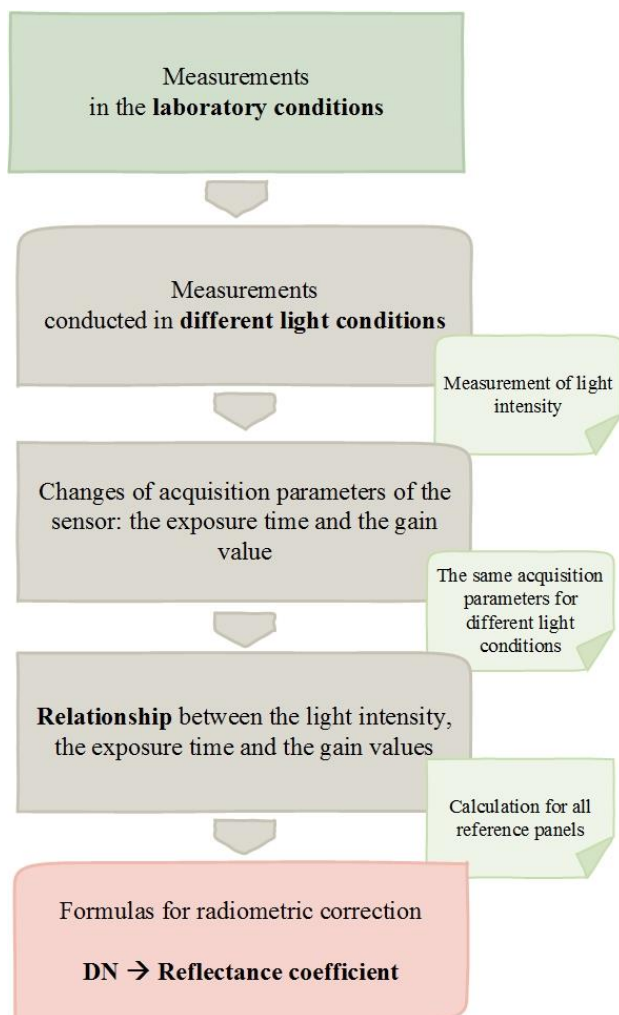 Measurements
in the laboratory conditions
Measurements
conducted in different light conditions
Measurement of light
intensity
Changes of acquisition parameters of the
sensor: the exposure time and the gain
value
The same acquisition
parameters for
different light
conditions
Relationship between the light intensity,
the exposure time and the gain values
Calculation for all
reference panels
Formulas for radiometric correction
DN → Reflectance coefficient